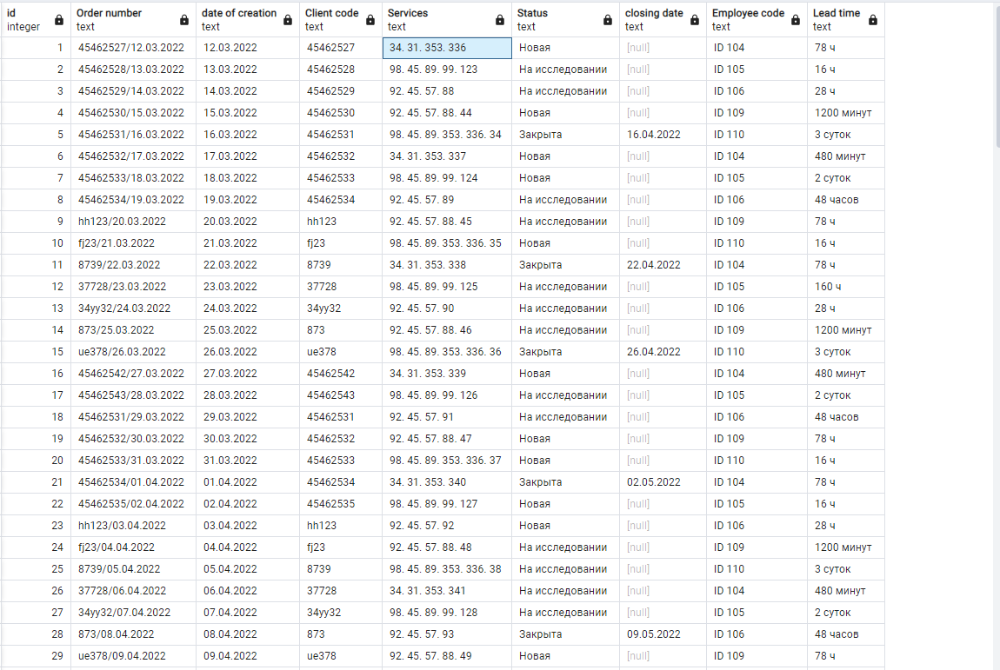 id Order number date of creation Client code Services Status closing date Employee code Lead time
integer text text text text text text text text
1 45462527/12.03.2022 12.03.2022 45462527 34. 31. 353. 336 Новая [null] ID 104 78 ч
2 45462528/13.03.2022 13.03.2022 45462528 98. 45. 89. 99. 123 На исследовании [null] ID 105 16 ч
3 45462529/14.03.2022 14.03.2022 45462529 92. 45. 57. 88 На исследовании [null] ID 106 28 ч
4 45462530/15.03.2022 15.03.2022 45462530 92. 45. 57. 88. 44 Новая [null] ID 109 1200 минут
5 45462531/16.03.2022 16.03.2022 45462531 98. 45. 89. 353. 336. 34 Закрыта 16.04.2022 ID 110 3 суток
6 45462532/17.03.2022 17.03.2022 45462532 34. 31. 353. 337 Новая [null] ID 104 480 минут
7 45462533/18.03.2022 18.03.2022 45462533 98. 45. 89. 99. 124 Новая [null] ID 105 2 суток
8 45462534/19.03.2022 19.03.2022 45462534 92. 45. 57. 89 На исследовании [null] ID 106 48 часов
9 hh123/20.03.2022 20.03.2022 hh123 92. 45. 57. 88. 45 На исследовании [null] ID 109 78 ч
10 fj23/21.03.2022 21.03.2022 fj23 98. 45. 89. 353. 336. 35 Новая [null] ID 110 16 ч
11 8739/22.03.2022 22.03.2022 8739 34. 31. 353. 338 Закрыта 22.04.2022 ID 104 78 ч
12 37728/23.03.2022 23.03.2022 37728 98. 45. 89. 99. 125 На исследовании [null] ID 105 160 ч
13 34yy32/24.03.2022 24.03.2022 34yy32 92. 45. 57. 90 На исследовании [null] ID 106 28 ч
14 873/25.03.2022 25.03.2022 873 92. 45. 57. 88. 46 На исследовании [null] ID 109 1200 минут
15 ue378/26.03.2022 26.03.2022 ue378 98. 45. 89. 353. 336. 36 Закрыта 26.04.2022 ID 110 3 суток
16 45462542/27.03.2022 27.03.2022 45462542 34. 31. 353. 339 Новая [null] ID 104 480 минут
17 45462543/28.03.2022 28.03.2022 45462543 98. 45. 89. 99. 126 На исследовании [null] ID 105 2 суток
18 45462531/29.03.2022 29.03.2022 45462531 92. 45. 57. 91 На исследовании [null] ID 106 48 часов
19 45462532/30.03.2022 30.03.2022 45462532 92. 45. 57. 88. 47 Новая [null] ID 109 78 ч
20 45462533/31.03.2022 31.03.2022 45462533 98. 45. 89. 353. 336. 37 Новая [null] ID 110 16 ч
21 45462534/01.04.2022 01.04.2022 45462534 34. 31. 353. 340 Закрыта 02.05.2022 ID 104 78 ч
22 45462535/02.04.2022 02.04.2022 45462535 98. 45. 89. 99. 127 Новая [null] ID 105 16 ч
23 hh123/03.04.2022 03.04.2022 hh123 92. 45. 57. 92 Новая [null] ID 106 28 ч
24 fj23/04.04.2022 04.04.2022 fj23 92. 45. 57. 88. 48 На исследовании [null] ID 109 1200 минут
25 8739/05.04.2022 05.04.2022 8739 98. 45. 89. 353. 336. 38 На исследовании [null] ID 110 3 суток
26 37728/06.04.2022 06.04.2022 37728 34. 31. 353. 341 На исследовании [null] ID 104 480 минут
27 34yy32/07.04.2022 07.04.2022 34yy32 98. 45. 89. 99. 128 На исследовании [null] ID 105 2 суток
28 873/08.04.2022 08.04.2022 873 92. 45. 57. 93 Закрыта 09.05.2022 ID 106 48 часов
29 ue378/09.04.2022 09.04.2022 ue378 92. 45. 57. 88. 49 Новая [null] ID 109 78 ч